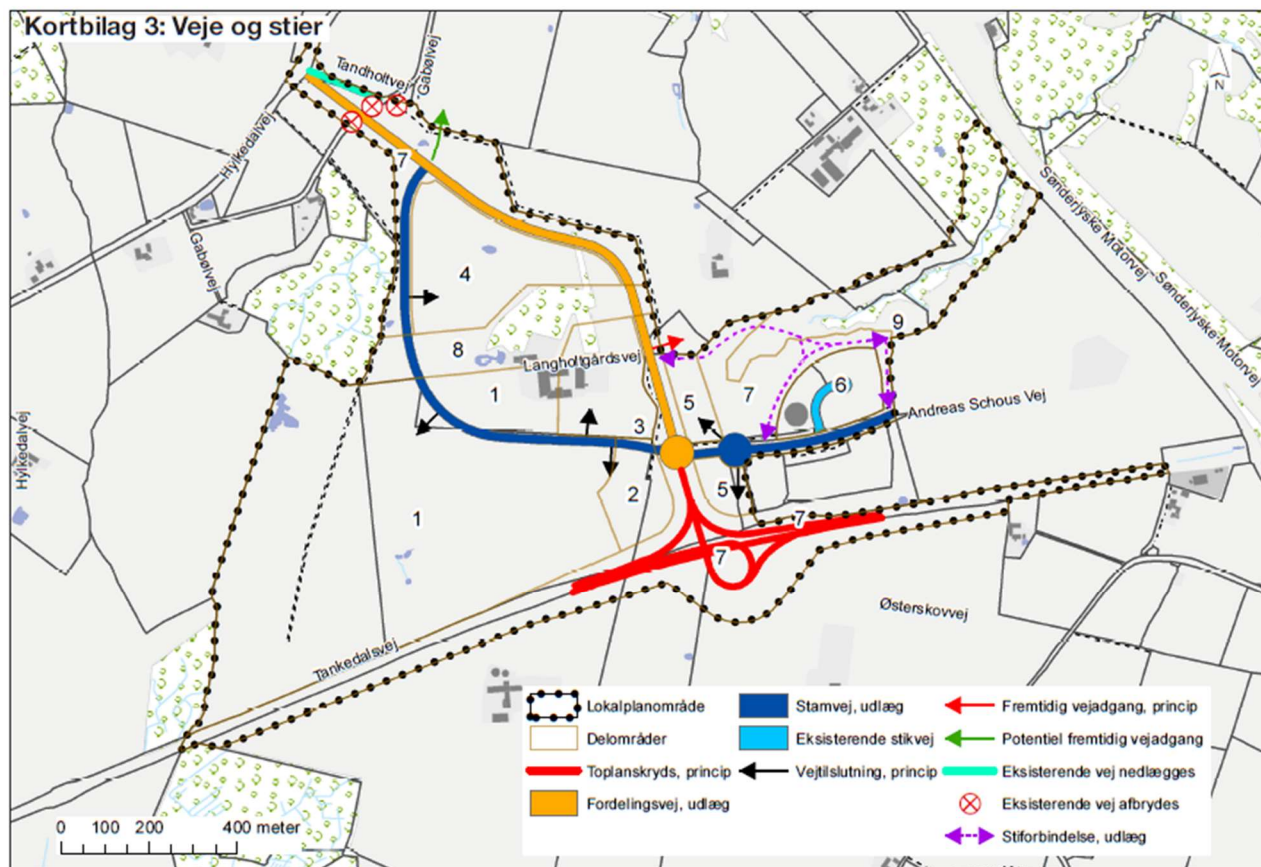 Kortbilag 3: Veje og stier
Tandholtvej
Gabølvej
N
Hylkedalvej
7
Sønderjyske Motorvej
Gabølvej
4
Sønderjyske Motorvej
9
8
Langholtgårdsvej
7
6
1
5
Andreas Schous Vej
3
Hylkedalvej
2
5
1
7
7
Østerskovvej
Tankedalsvej
Lokalplanområde
Delområder
Toplanskryds, princip
Fordelingsvej, udlæg
Stamvej, udlæg
Eksisterende stikvej
Vejtilslutning, princip
Fremtidig vejadgang, princip
Potentiel fremtidig vejadgang
Eksisterende vej nedlægges
Eksisterende vej afbrydes
Stiforbindelse, udlæg
0 100 200 400 meter